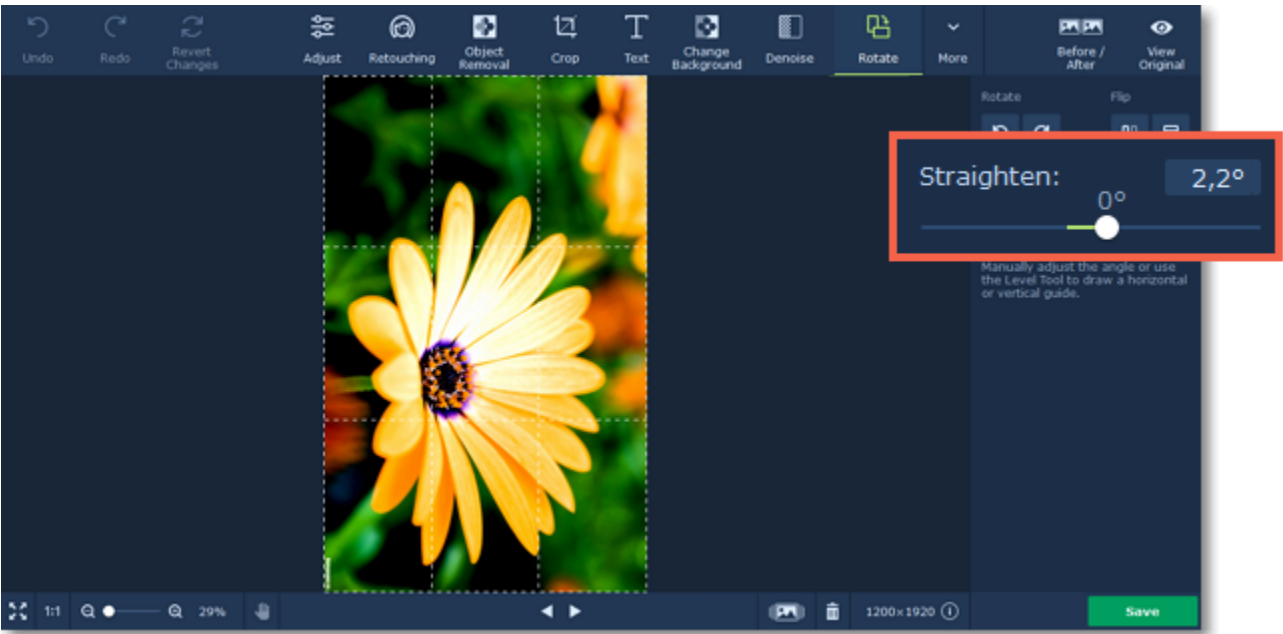 Undo
Redo
Revert
Changes
Adjust
Retouching
Object
Removal
Crop
Text
Change
Background
Denoise
Rotate
More
Before /
After
View
Original
Rotate
Flip
Straighten:
2,2°
0°
Manually adjust the angle or use
the Level Tool to draw a horizontal
or vertical guide.
1:1
29%
1200×1920
Save